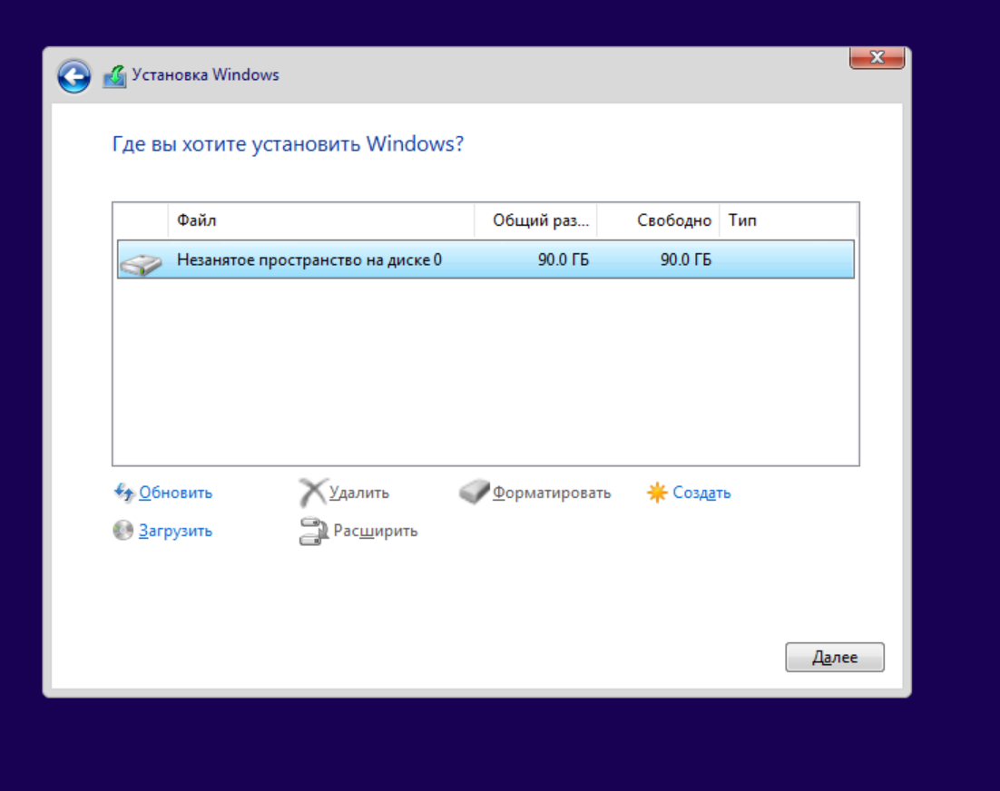 Установка Windows
Где вы хотите установить Windows?
Файл Общий раз... Свободно Тип
Незанятое пространство на диске 0 90.0 ГБ 90.0 ГБ
Обновить Удалить Форматировать Создать
Загрузить Расширить
Далее